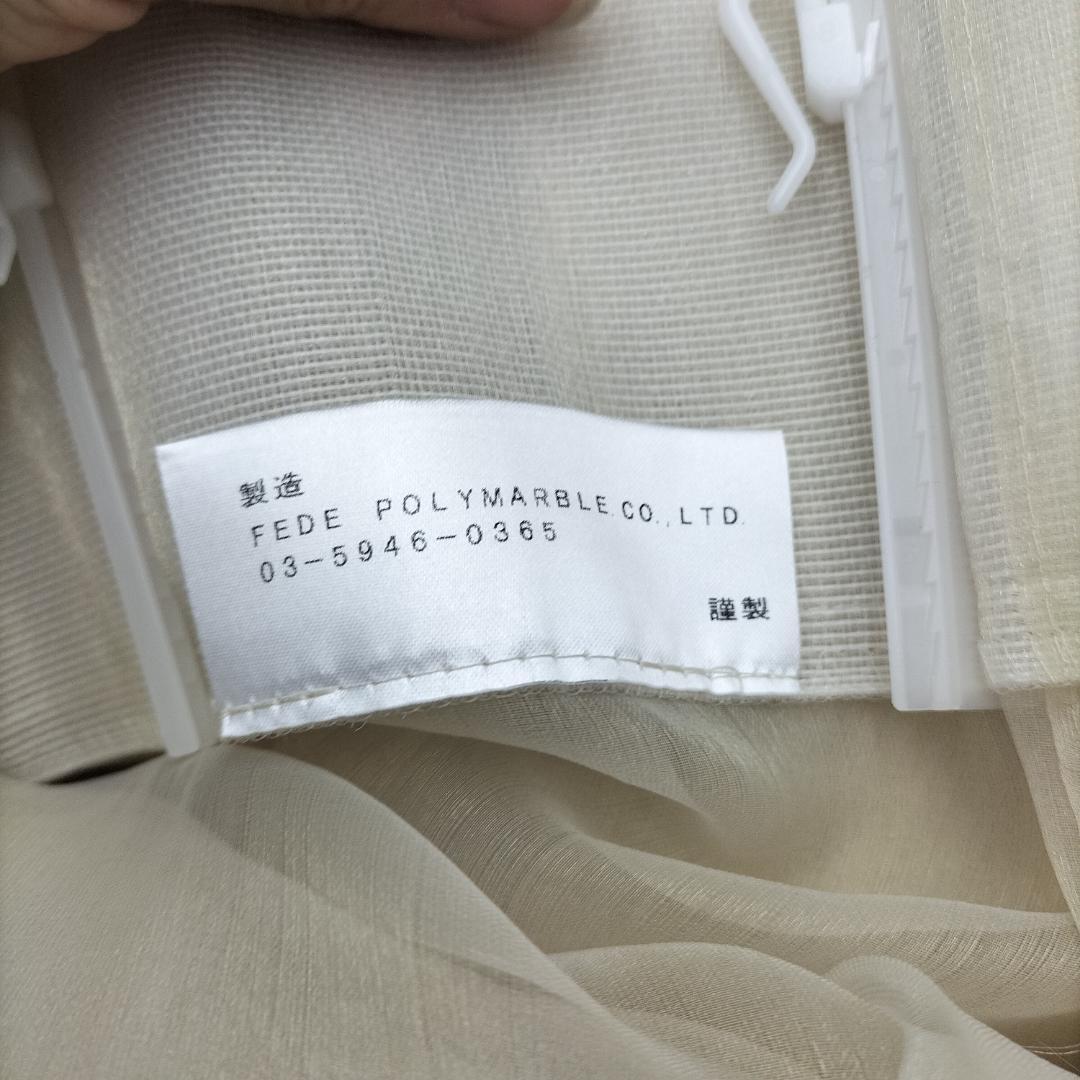 製造
FEDE POLYMARBLE.CO.,LTD.
03-5946-0365
謹製